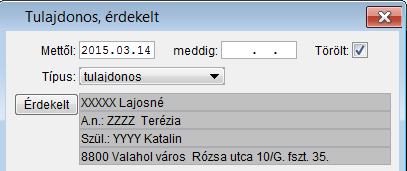 Tulajdonos, érdekelt
Mettől: 2015.03.14 meddig: . . Törölt:
Típus: tulajdonos
Érdekelt XXXXX Lajosné
A.n.: ZZZZ Terézia
Szül.: YYYY Katalin
8800 Valahol város Rózsa utca 10/G. fszt. 35.